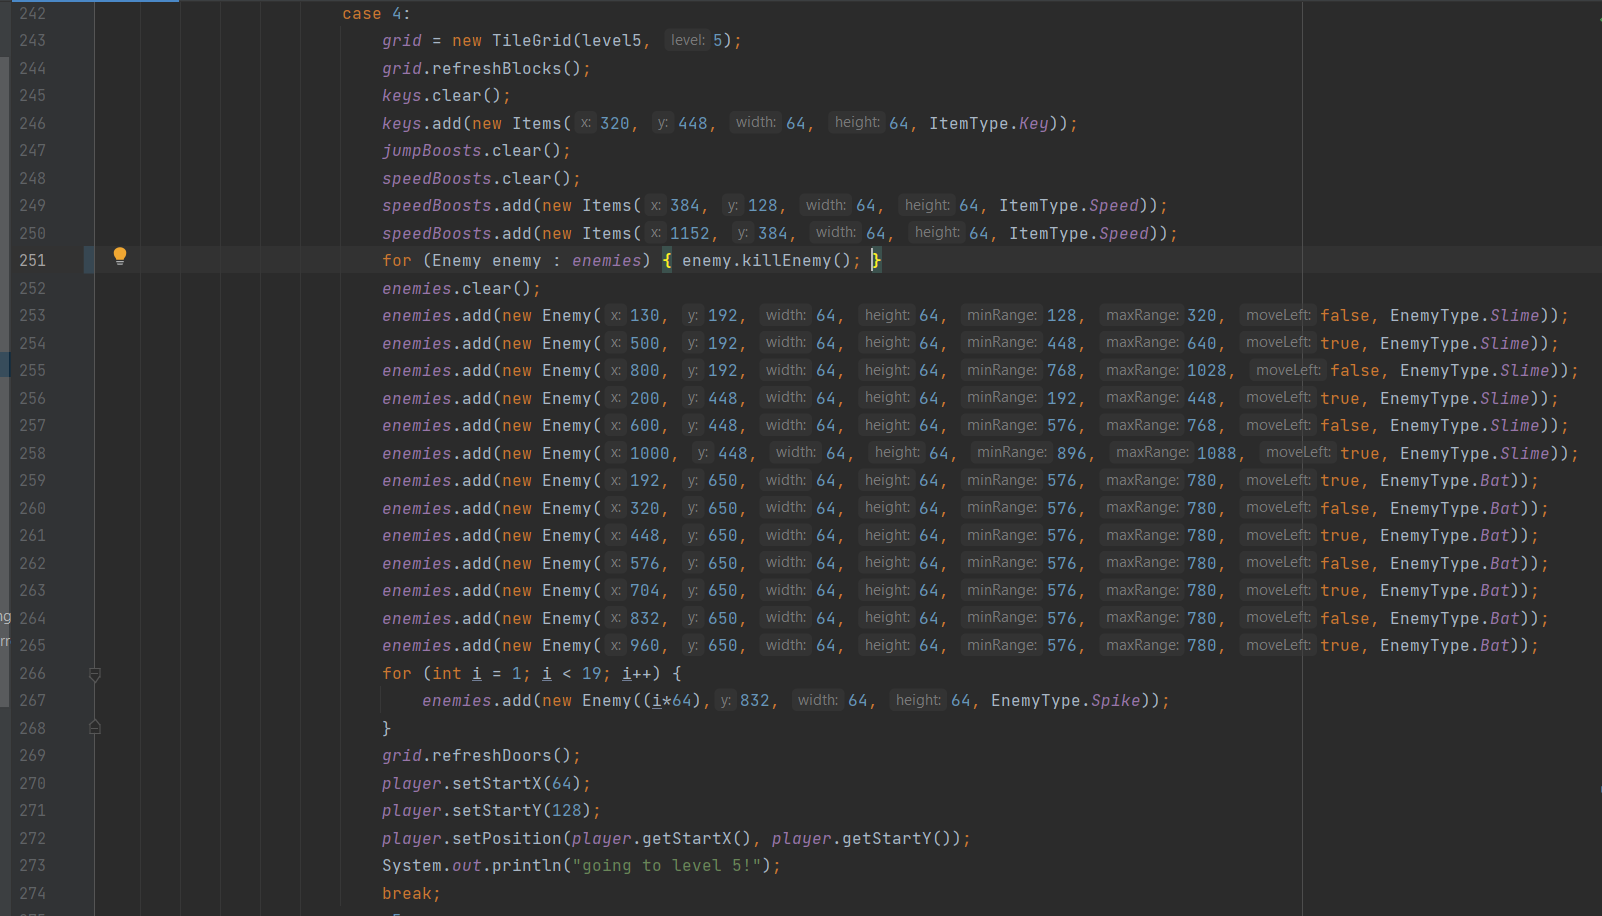 242 case 4:
243 grid = new TileGrid(level5, level: 5);
244 grid.refreshBlocks();
245 keys.clear();
246 keys.add(new Items( x: 320, y: 448, width: 64, height: 64, ItemType.Key));
247 jumpBoosts.clear();
248 speedBoosts.clear();
249 speedBoosts.add(new Items( x: 384, y: 128, width: 64, height: 64, ItemType.Speed));
250 speedBoosts.add(new Items( x: 1152, y: 384, width: 64, height: 64, ItemType.Speed));
251 for (Enemy enemy : enemies) { enemy.killEnemy(); }
252 enemies.clear();
253 enemies.add(new Enemy( x: 130, y: 192, width: 64, height: 64, minRange: 128, maxRange: 320, moveLeft: false, EnemyType.Slime));
254 enemies.add(new Enemy( x: 500, y: 192, width: 64, height: 64, minRange: 448, maxRange: 640, moveLeft: true, EnemyType.Slime));
255 enemies.add(new Enemy( x: 800, y: 192, width: 64, height: 64, minRange: 768, maxRange: 1028, moveLeft: false, EnemyType.Slime));
256 enemies.add(new Enemy( x: 200, y: 448, width: 64, height: 64, minRange: 192, maxRange: 448, moveLeft: true, EnemyType.Slime));
257 enemies.add(new Enemy( x: 600, y: 448, width: 64, height: 64, minRange: 576, maxRange: 768, moveLeft: false, EnemyType.Slime));
258 enemies.add(new Enemy( x: 1000, y: 448, width: 64, height: 64, minRange: 896, maxRange: 1088, moveLeft: true, EnemyType.Slime));
259 enemies.add(new Enemy( x: 192, y: 650, width: 64, height: 64, minRange: 576, maxRange: 780, moveLeft: true, EnemyType.Bat));
260 enemies.add(new Enemy( x: 320, y: 650, width: 64, height: 64, minRange: 576, maxRange: 780, moveLeft: false, EnemyType.Bat));
261 enemies.add(new Enemy( x: 448, y: 650, width: 64, height: 64, minRange: 576, maxRange: 780, moveLeft: true, EnemyType.Bat));
262 enemies.add(new Enemy( x: 576, y: 650, width: 64, height: 64, minRange: 576, maxRange: 780, moveLeft: false, EnemyType.Bat));
263 enemies.add(new Enemy( x: 704, y: 650, width: 64, height: 64, minRange: 576, maxRange: 780, moveLeft: true, EnemyType.Bat));
264 enemies.add(new Enemy( x: 832, y: 650, width: 64, height: 64, minRange: 576, maxRange: 780, moveLeft: false, EnemyType.Bat));
265 enemies.add(new Enemy( x: 960, y: 650, width: 64, height: 64, minRange: 576, maxRange: 780, moveLeft: true, EnemyType.Bat));
266 for (int i = 1; i < 19; i++) {
267 enemies.add(new Enemy((i*64), y: 832, width: 64, height: 64, EnemyType.Spike));
268 }
269 grid.refreshDoors();
270 player.setStartX(64);
271 player.setStartY(128);
272 player.setPosition(player.getStartX(), player.getStartY());
273 System.out.println("going to level 5!");
274 break;